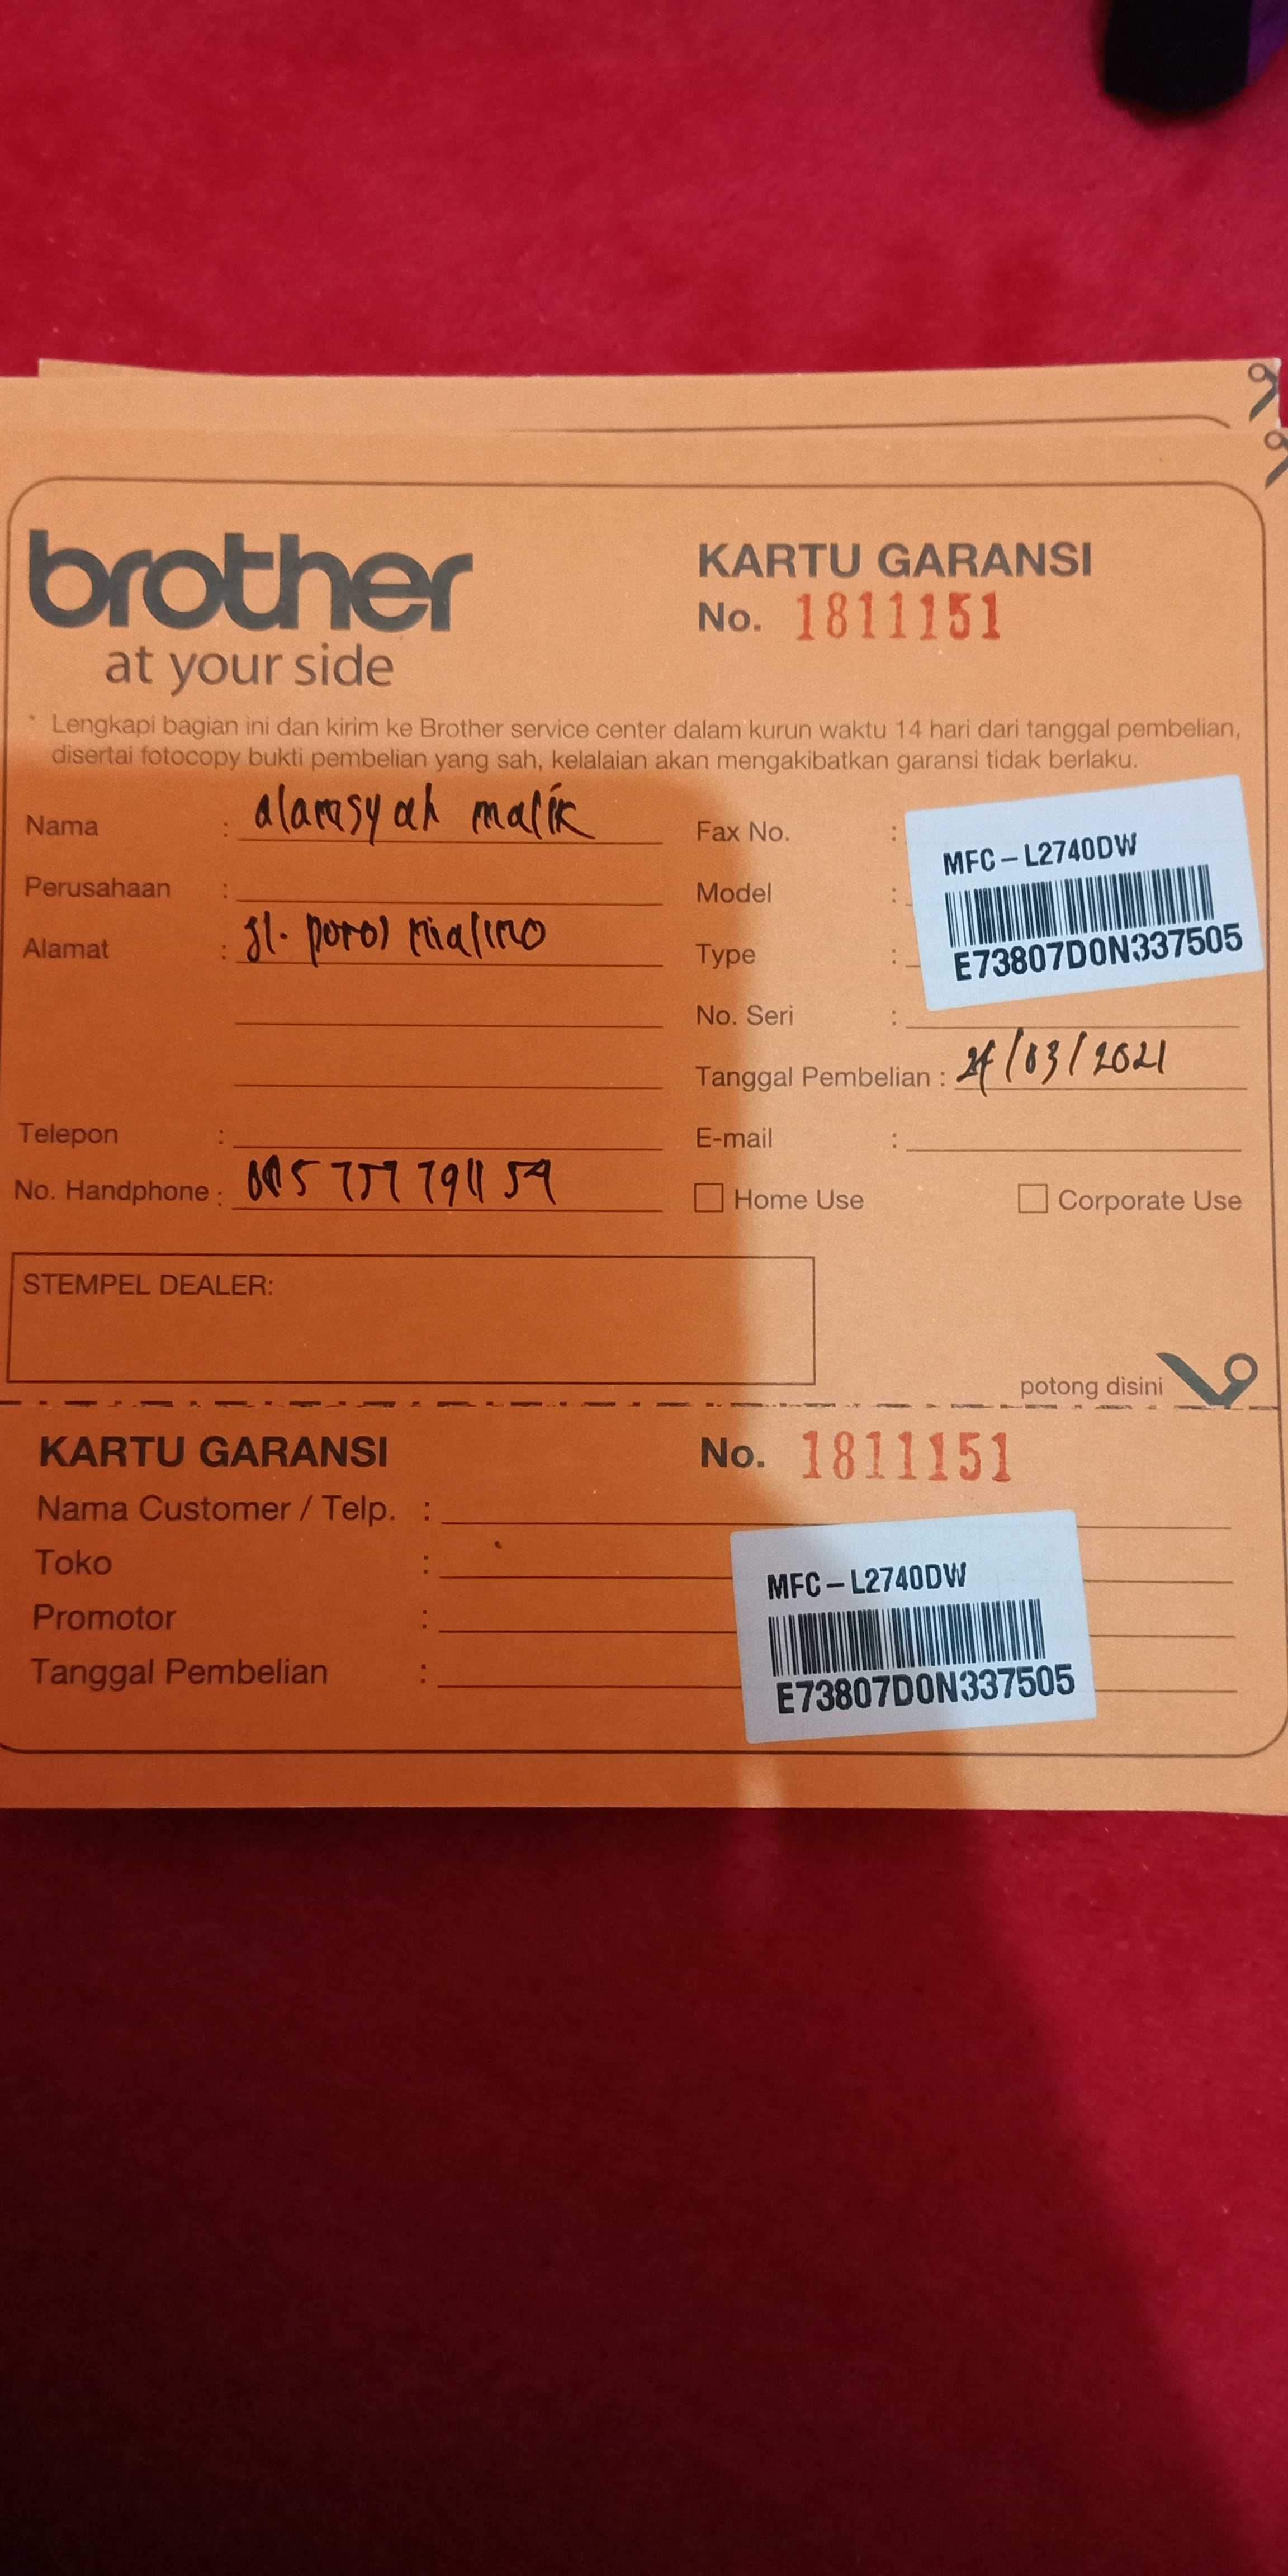 brother
at your side
KARTU GARANSI
No. 1811151
* Lengkapi bagian ini dan kirim ke Brother service center dalam kurun waktu 14 hari dari tanggal pembelian,
disertai fotocopy bukti pembelian yang sah, kelalaian akan mengakibatkan garansi tidak berlaku.
Nama : alamsyah malik
Perusahaan :
Alamat : Jl. poros malino
Telepon :
No. Handphone :
Fax No. :
Model :
Type :
No. Seri :
MFC-L2740DW
E73807D0N337505
Tanggal Pembelian : /03/2021
E-mail :
Home Use
Corporate Use
STEMPEL DEALER:
potong disini
KARTU GARANSI
No. 1811151
Nama Customer / Telp. :
Toko :
Promotor :
Tanggal Pembelian :
MFC-L2740DW
E73807D0N337505